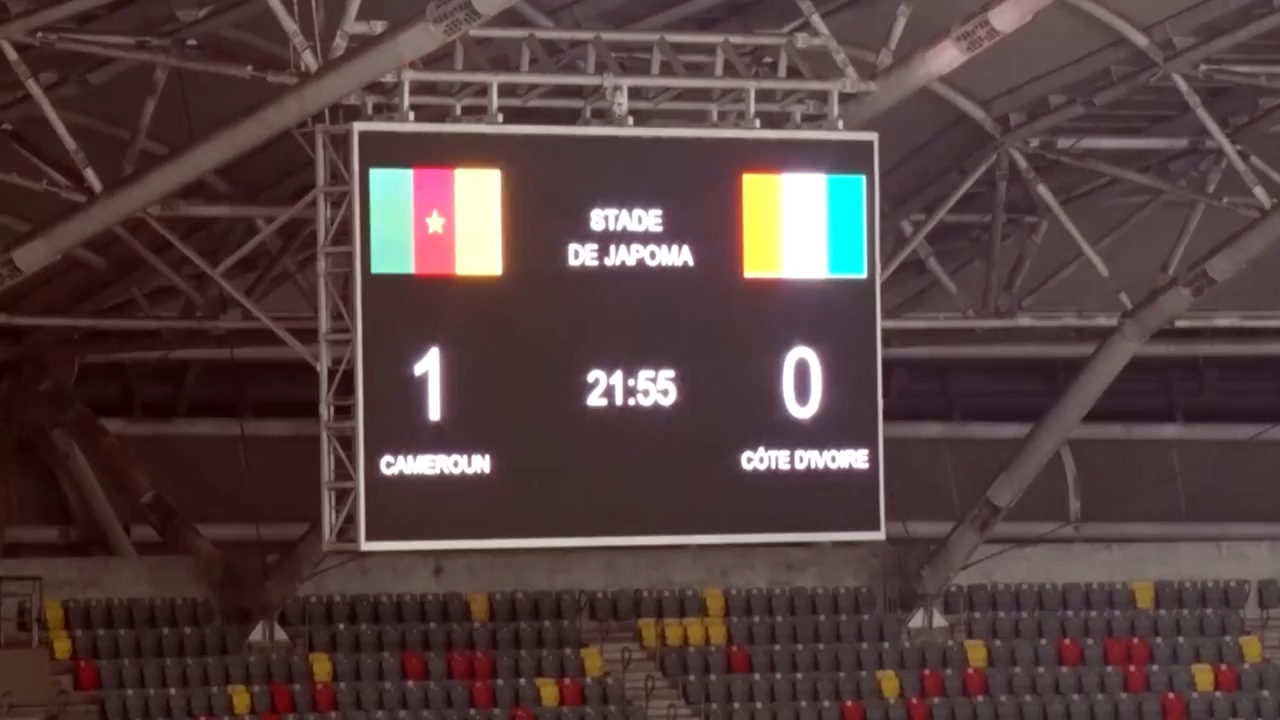 STADE
DE JAPOMA
1
21:55
0
CAMEROUN
CÔTE D'IVOIRE